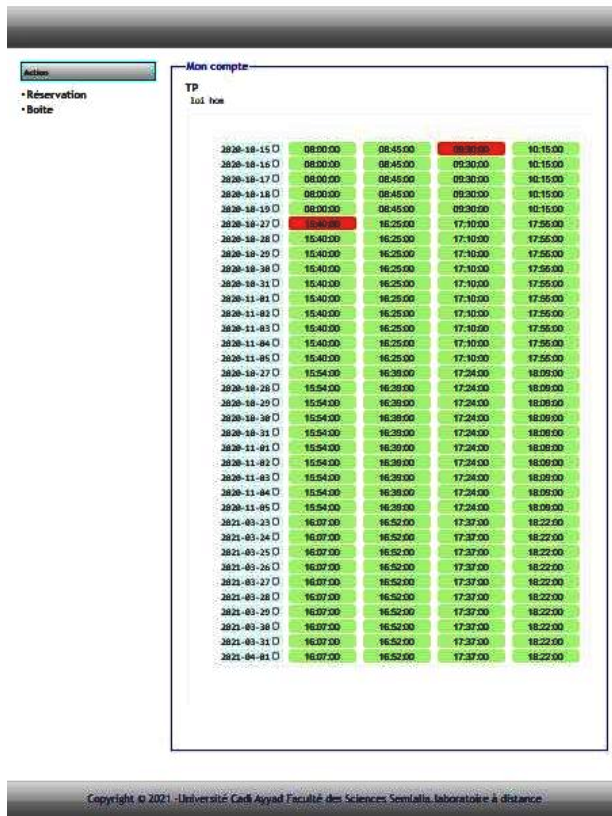 Action
• Réservation
• Boite
Mon compte
TP
loi hom
2020-10-15 08:00:00 08:45:00 09:30:00 10:15:00
2020-10-16 08:00:00 08:45:00 09:30:00 10:15:00
2020-10-17 08:00:00 08:45:00 09:30:00 10:15:00
2020-10-18 08:00:00 08:45:00 09:30:00 10:15:00
2020-10-19 08:00:00 08:45:00 09:30:00 10:15:00
2020-10-27 15:40:00 16:25:00 17:10:00 17:55:00
2020-10-28 15:40:00 16:25:00 17:10:00 17:55:00
2020-10-29 15:40:00 16:25:00 17:10:00 17:55:00
2020-10-30 15:40:00 16:25:00 17:10:00 17:55:00
2020-10-31 15:40:00 16:25:00 17:10:00 17:55:00
2020-11-01 15:40:00 16:25:00 17:10:00 17:55:00
2020-11-02 15:40:00 16:25:00 17:10:00 17:55:00
2020-11-03 15:40:00 16:25:00 17:10:00 17:55:00
2020-11-04 15:40:00 16:25:00 17:10:00 17:55:00
2020-11-05 15:40:00 16:25:00 17:10:00 17:55:00
2020-10-27 15:54:00 16:39:00 17:24:00 18:09:00
2020-10-28 15:54:00 16:39:00 17:24:00 18:09:00
2020-10-29 15:54:00 16:39:00 17:24:00 18:09:00
2020-10-30 15:54:00 16:39:00 17:24:00 18:09:00
2020-10-31 15:54:00 16:39:00 17:24:00 18:09:00
2020-11-01 15:54:00 16:39:00 17:24:00 18:09:00
2020-11-02 15:54:00 16:39:00 17:24:00 18:09:00
2020-11-03 15:54:00 16:39:00 17:24:00 18:09:00
2020-11-04 15:54:00 16:39:00 17:24:00 18:09:00
2020-11-05 15:54:00 16:39:00 17:24:00 18:09:00
2021-03-23 16:07:00 16:52:00 17:37:00 18:22:00
2021-03-24 16:07:00 16:52:00 17:37:00 18:22:00
2021-03-25 16:07:00 16:52:00 17:37:00 18:22:00
2021-03-26 16:07:00 16:52:00 17:37:00 18:22:00
2021-03-27 16:07:00 16:52:00 17:37:00 18:22:00
2021-03-28 16:07:00 16:52:00 17:37:00 18:22:00
2021-03-29 16:07:00 16:52:00 17:37:00 18:22:00
2021-03-30 16:07:00 16:52:00 17:37:00 18:22:00
2021-03-31 16:07:00 16:52:00 17:37:00 18:22:00
2021-04-01 16:07:00 16:52:00 17:37:00 18:22:00
Copyright © 2021 -Université Cadi Ayyad Faculté des Sciences Semlalia.laboratoire à distance